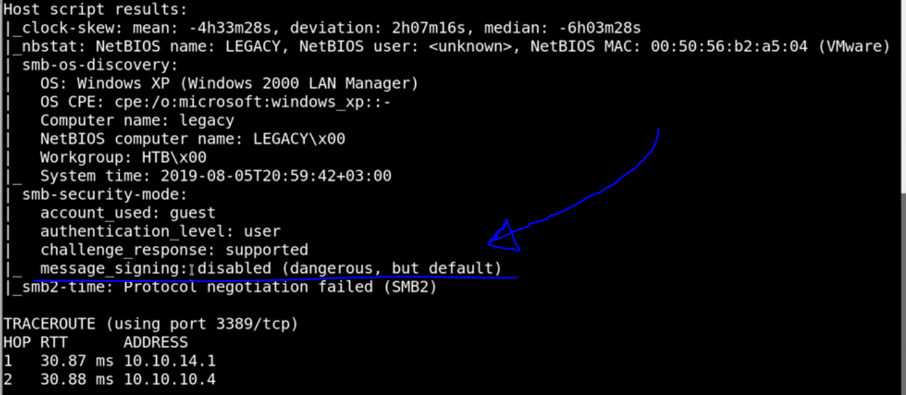 Host script results:
|_clock-skew: mean: -4h33m28s, deviation: 2h07m16s, median: -6h03m28s
|_nbstat: NetBIOS name: LEGACY, NetBIOS user: <unknown>, NetBIOS MAC: 00:50:56:b2:a5:04 (VMware)
| smb-os-discovery:
|   OS: Windows XP (Windows 2000 LAN Manager)
|   OS CPE: cpe:/o:microsoft:windows_xp::-
|   Computer name: legacy
|   NetBIOS computer name: LEGACY\x00
|   Workgroup: HTB\x00
|_  System time: 2019-08-05T20:59:42+03:00
| smb-security-mode:
|   account_used: guest
|   authentication_level: user
|   challenge_response: supported
|_  message_signing: disabled (dangerous, but default)
|_smb2-time: Protocol negotiation failed (SMB2)
TRACEROUTE (using port 3389/tcp)
HOP RTT      ADDRESS
1   30.87 ms 10.10.14.1
2   30.88 ms 10.10.10.4